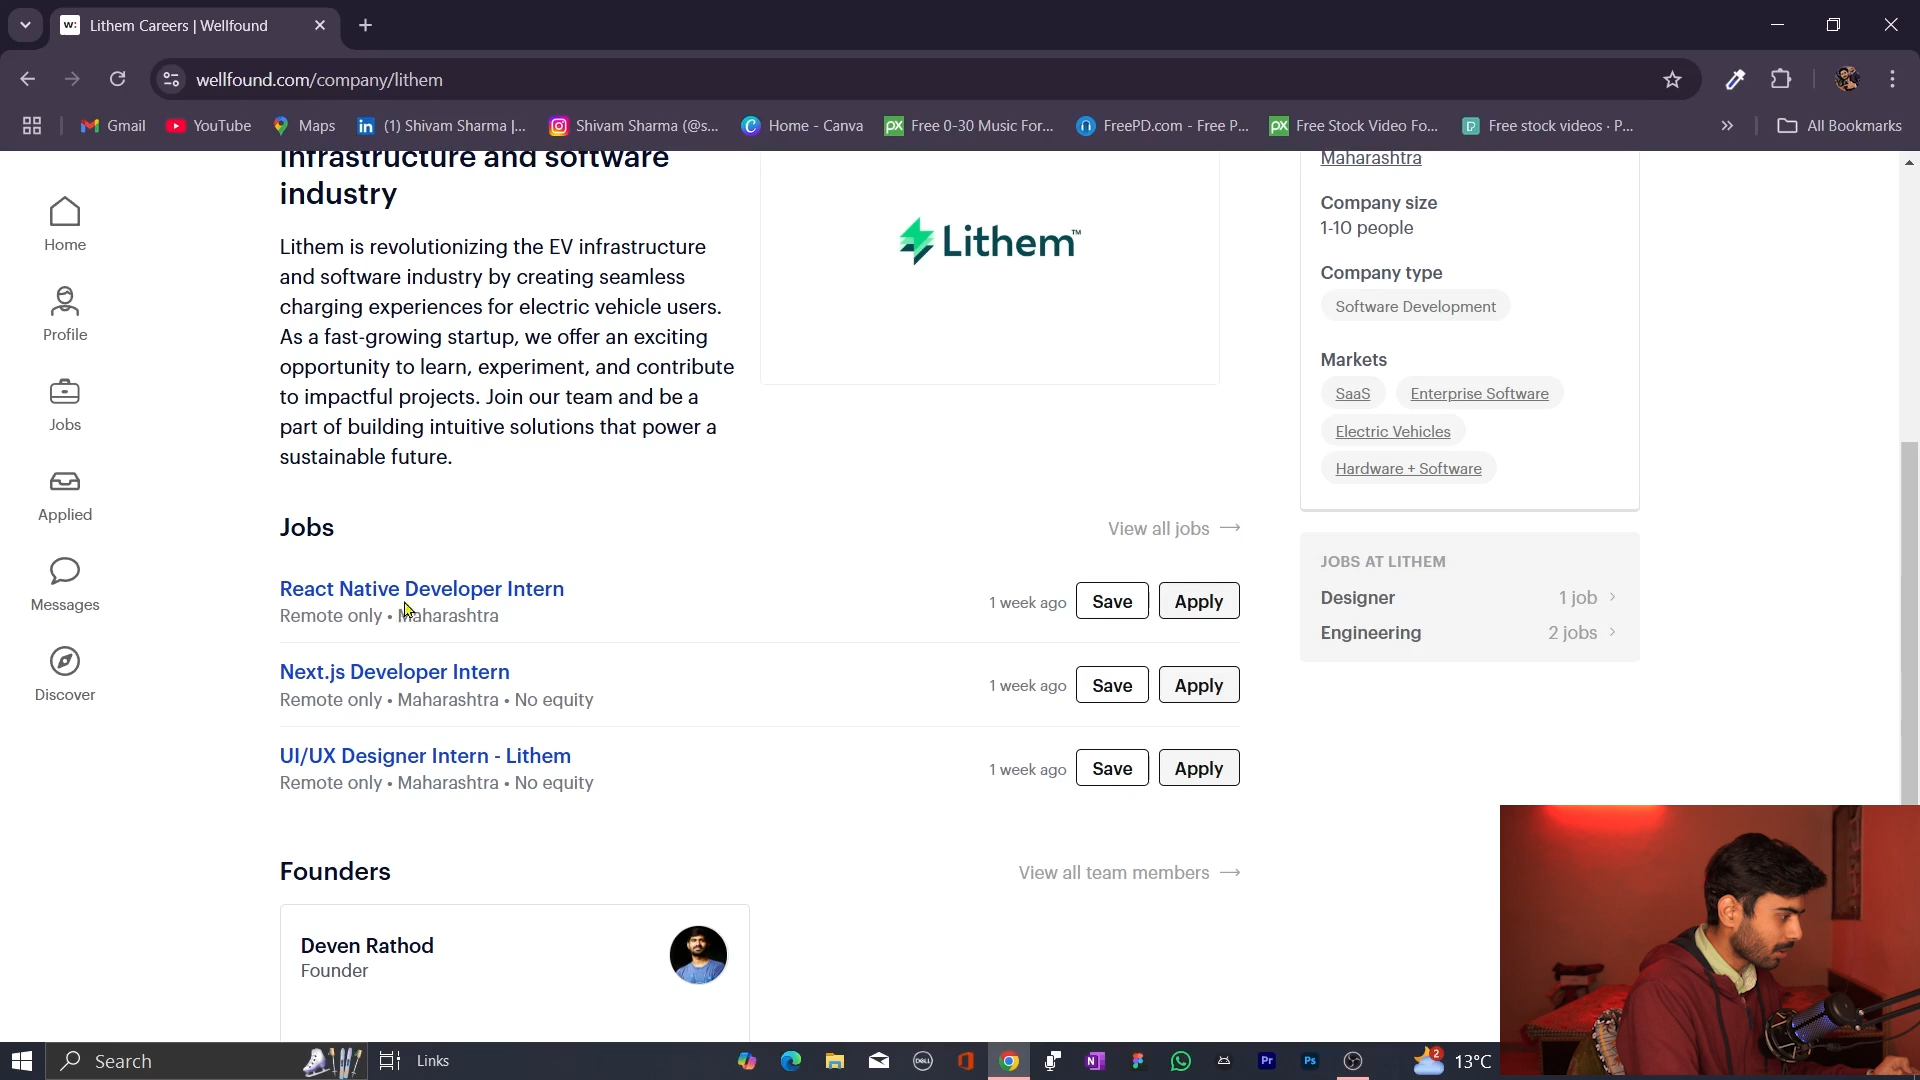 w: Lithem Careers | Wellfound
wellfound.com/company/lithem
Gmail YouTube Maps (1) Shivam Sharma |... Shivam Sharma (@s... Home - Canva Free 0-30 Music For... FreePD.com - Free P... Free Stock Video Fo... Free stock videos · P... » All Bookmarks
Home
Profile
Jobs
Applied
Messages
Discover
infrastructure and software
industry
Lithem is revolutionizing the EV infrastructure
and software industry by creating seamless
charging experiences for electric vehicle users.
As a fast-growing startup, we offer an exciting
opportunity to learn, experiment, and contribute
to impactful projects. Join our team and be a
part of building intuitive solutions that power a
sustainable future.
Lithem™
Maharashtra
Company size
1-10 people
Company type
Software Development
Markets
SaaS Enterprise Software
Electric Vehicles
Hardware + Software
Jobs View all jobs →
React Native Developer Intern
Remote only • Maharashtra
1 week ago Save Apply
Next.js Developer Intern
Remote only • Maharashtra • No equity
1 week ago Save Apply
UI/UX Designer Intern - Lithem
Remote only • Maharashtra • No equity
1 week ago Save Apply
JOBS AT LITHEM
Designer 1 job >
Engineering 2 jobs >
Founders View all team members →
Deven Rathod
Founder
Search Links DELL N Pr Ps 2 13°C